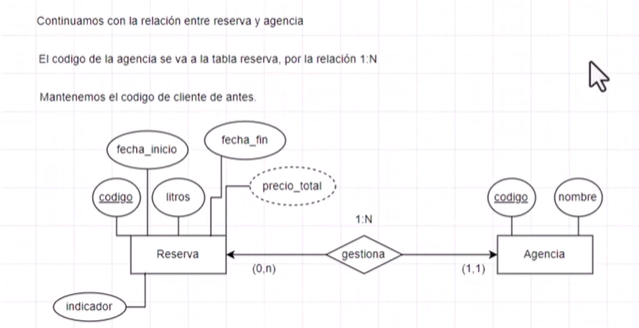 Continuamos con la relación entre reserva y agencia
El codigo de la agencia se va a la tabla reserva, por la relación 1:N
Mantenemos el codigo de cliente de antes.
fecha_fin
fecha_inicio
precio_total
codigo
litros
codigo
nombre
1:N
Reserva
gestiona
Agencia
(0,n)
(1,1)
indicador